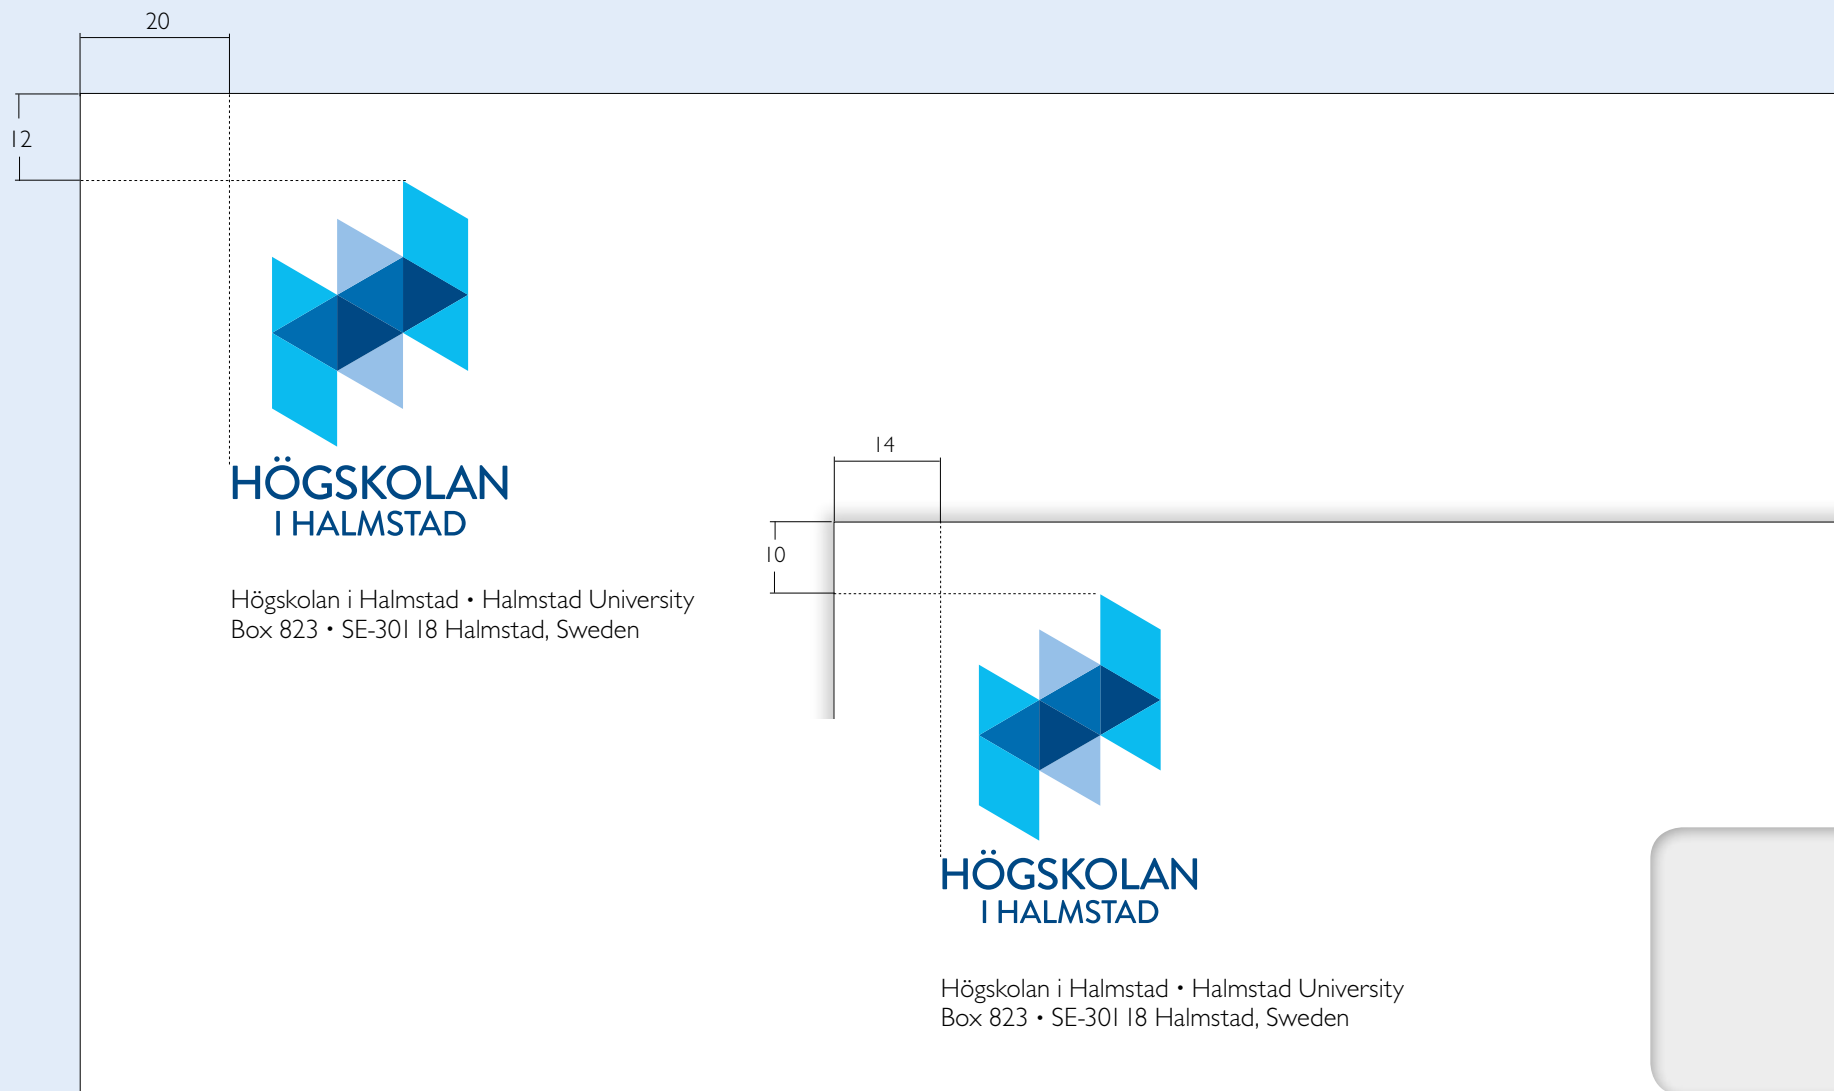 20
12
HÖGSKOLAN
I HALMSTAD
Högskolan i Halmstad • Halmstad University
Box 823 • SE-301 18 Halmstad, Sweden
14
10
HÖGSKOLAN
I HALMSTAD
Högskolan i Halmstad • Halmstad University
Box 823 • SE-301 18 Halmstad, Sweden